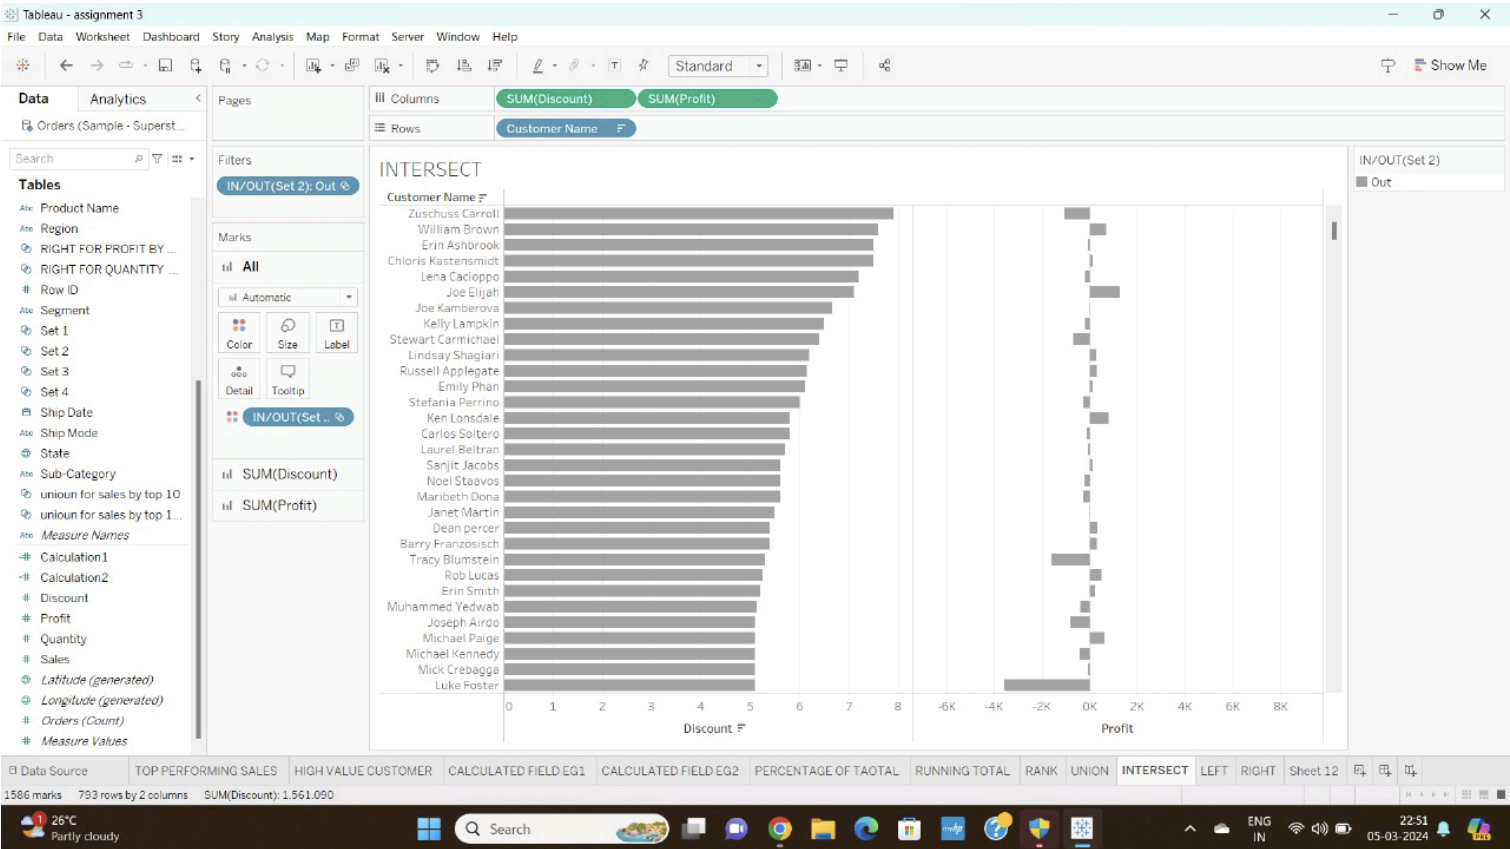 Tableau - assignment 3
File Data Worksheet Dashboard Story Analysis Map Format Server Window Help
Standard
Show Me
Data Analytics
Orders (Sample - Superst...
Search
Tables
Abc Product Name
Abc Region
RIGHT FOR PROFIT BY ...
RIGHT FOR QUANTITY ...
# Row ID
Abc Segment
Set 1
Set 2
Set 3
Set 4
Ship Date
Abc Ship Mode
State
Abc Sub-Category
unioun for sales by top 10
unioun for sales by top 1...
Abc Measure Names
=# Calculation1
=# Calculation2
# Discount
# Profit
# Quantity
# Sales
Latitude (generated)
Longitude (generated)
# Orders (Count)
# Measure Values
Pages
Filters
IN/OUT(Set 2): Out
Marks
All
Automatic
Color Size Label
Detail Tooltip
IN/OUT(Set ..
SUM(Discount)
SUM(Profit)
Columns SUM(Discount) SUM(Profit)
Rows Customer Name
INTERSECT
Customer Name
Zuschuss Carroll
William Brown
Erin Ashbrook
Chloris Kastensmidt
Lena Cacioppo
Joe Elijah
Joe Kamberova
Kelly Lampkin
Stewart Carmichael
Lindsay Shagiari
Russell Applegate
Emily Phan
Stefania Perrino
Ken Lonsdale
Carlos Soltero
Laurel Beltran
Sanjit Jacobs
Noel Staavos
Maribeth Dona
Janet Martin
Dean percer
Barry Französisch
Tracy Blumstein
Rob Lucas
Erin Smith
Muhammed Yedwab
Joseph Airdo
Michael Paige
Michael Kennedy
Mick Crebagga
Luke Foster
0 1 2 3 4 5 6 7 8 -6K -4K -2K 0K 2K 4K 6K 8K
Discount Profit
IN/OUT(Set 2)
Out
Data Source TOP PERFORMING SALES HIGH VALUE CUSTOMER CALCULATED FIELD EG1 CALCULATED FIELD EG2 PERCENTAGE OF TAOTAL RUNNING TOTAL RANK UNION INTERSECT LEFT RIGHT Sheet 12
1586 marks 793 rows by 2 columns SUM(Discount): 1.561.090
1
26°C
Partly cloudy
Search
myhp
ENG
IN
22:51
05-03-2024
PRE